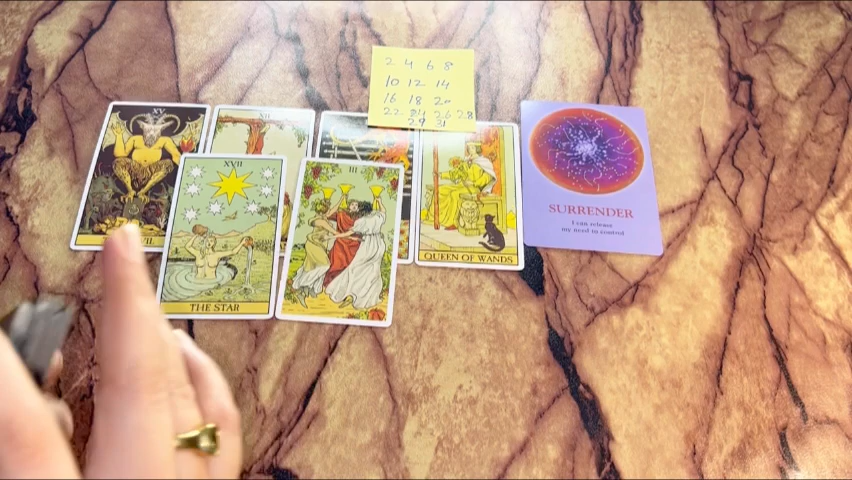 2 4 6 8
10 12 14
16 18 20
22 24 26 28
29 31
XV
XVII
THE STAR
III
QUEEN OF WANDS
SURRENDER
I can release
my need to control